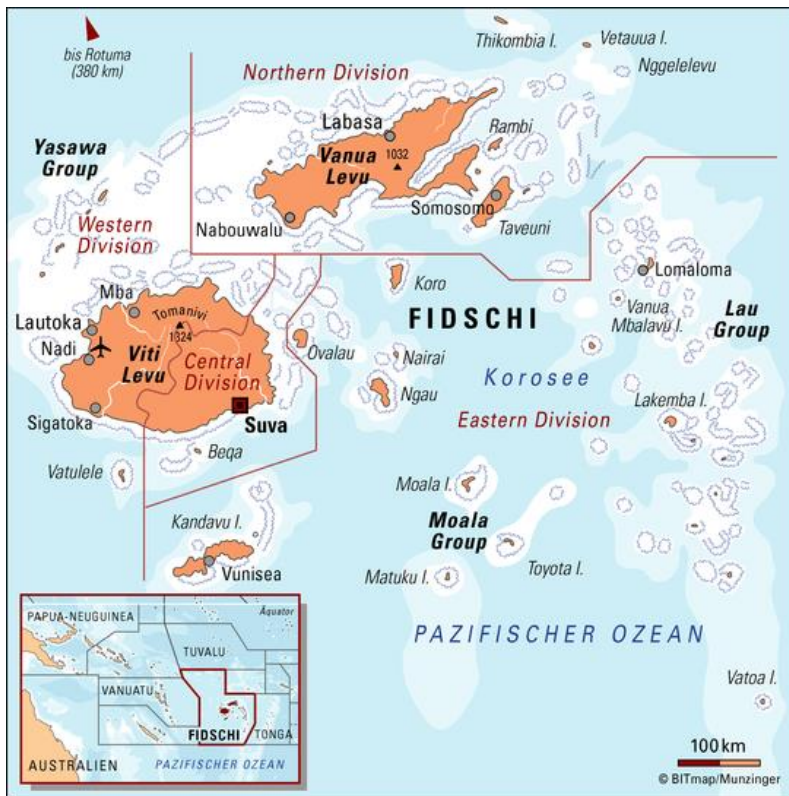 bis Rotuma
(380 km)
Thikombia I.
Vetauua I.
Nggelelevu
Northern Division
Labasa
Rambi
Yasawa
Group
Vanua
Levu
1032
Somosomo
Western
Division
Nabouwalu
Taveuni
Mba
Koro
Lomaloma
Tomanivi
1324
Lautoka
FIDSCHI
Vanua
Mbalavu I.
Lau
Group
Nadi
Viti
Levu
Central
Division
Ovalau
Nairai
Korosee
Ngau
Lakemba I.
Sigatoka
Suva
Eastern Division
Beqa
Vatulele
Moala I.
Kandavu I.
Moala
Group
Vunisea
Toyota I.
Matuku I.
PAZIFISCHER OZEAN
Vatoa I.
Äquator
PAPUA-NEUGUINEA
TUVALU
VANUATU
FIDSCHI
TONGA
AUSTRALIEN
PAZIFISCHER OZEAN
100 km
© BITmap/Munzinger